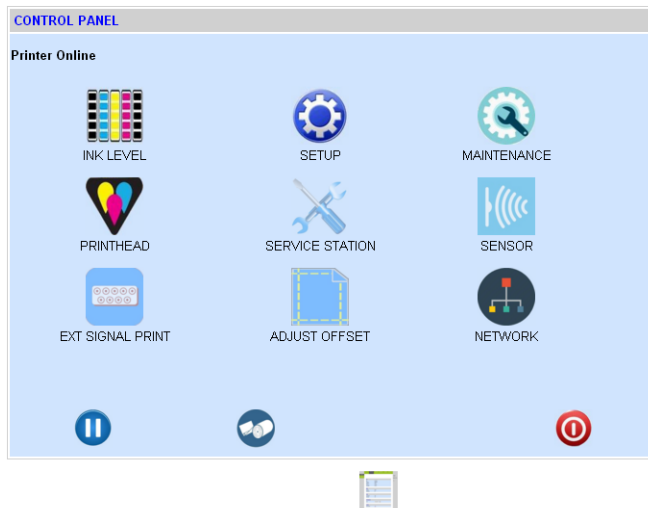 CONTROL PANEL
Printer Online
INK LEVEL SETUP MAINTENANCE
PRINTHEAD SERVICE STATION SENSOR
EXT SIGNAL PRINT ADJUST OFFSET NETWORK